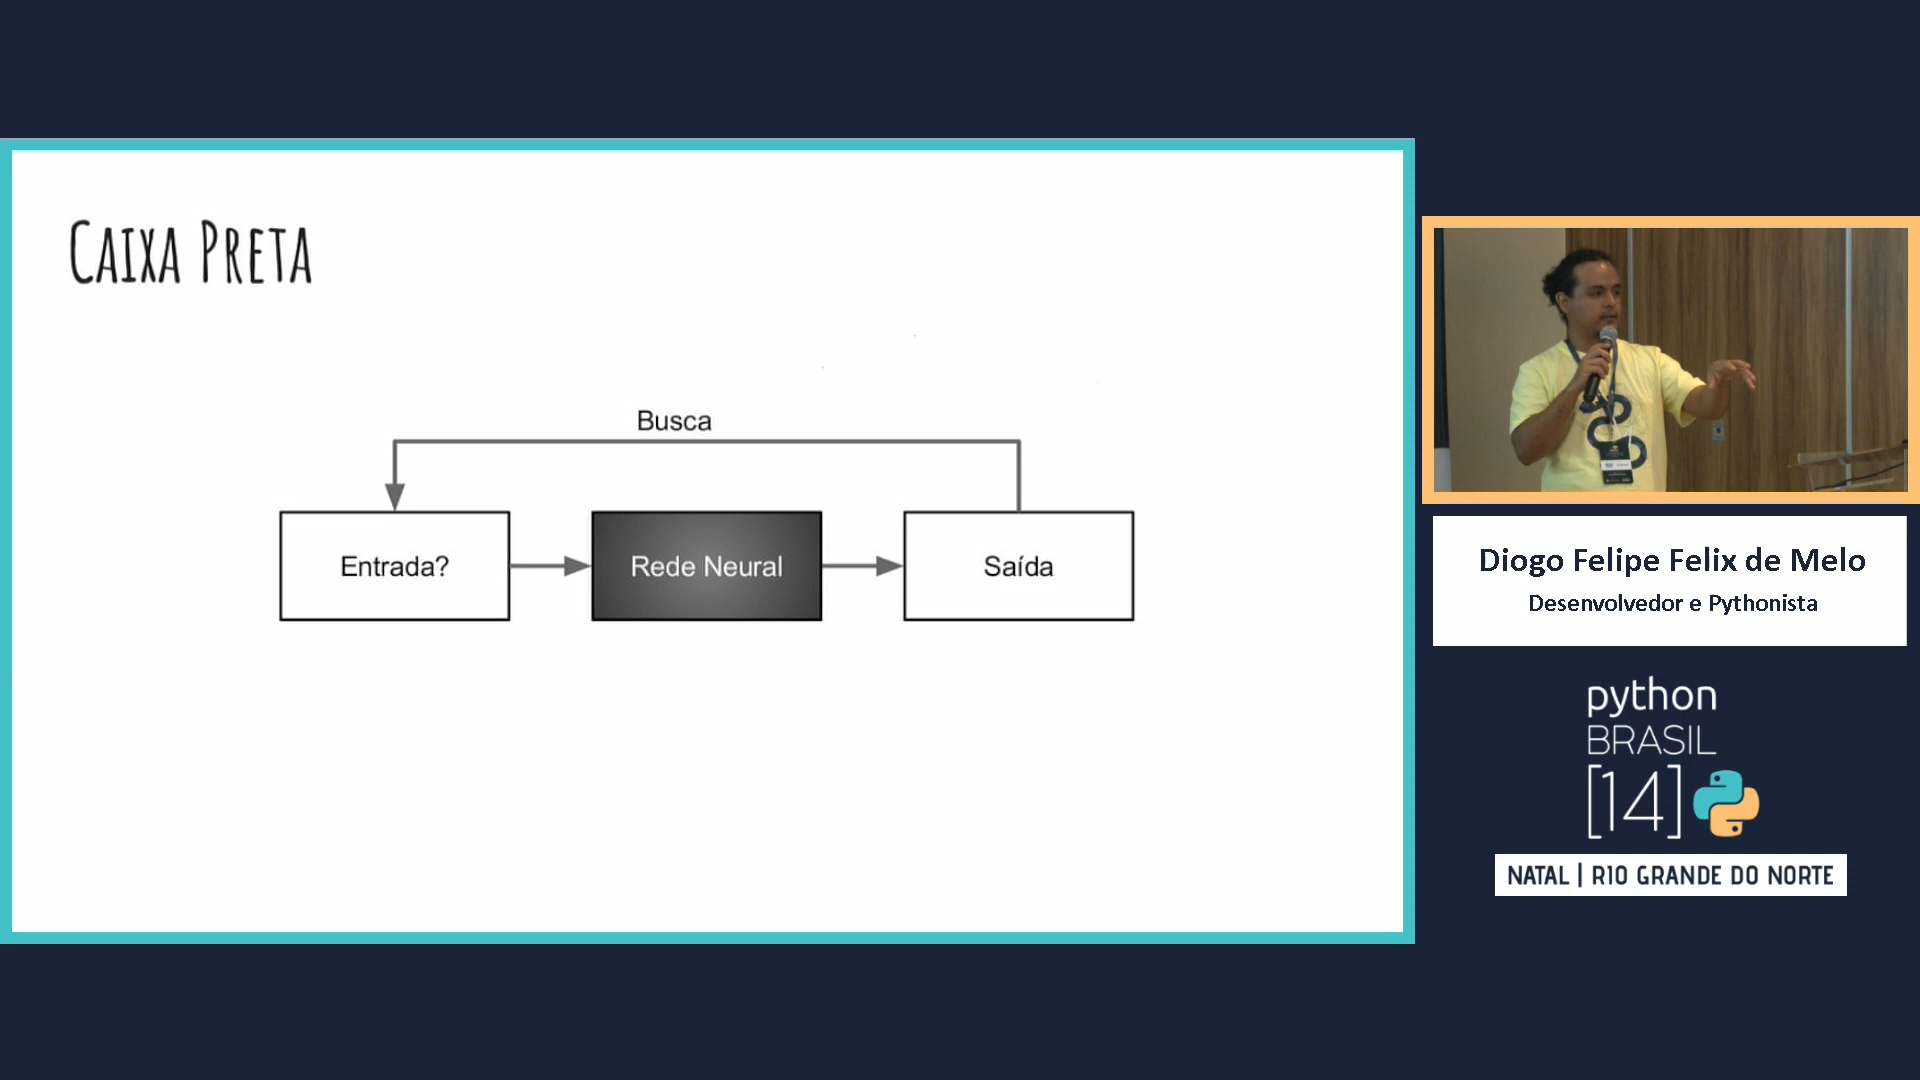 CAIXA PRETA
Busca
Entrada?
Rede Neural
Saída
Diogo Felipe Felix de Melo
Desenvolvedor e Pythonista
python
BRASIL
[14]
NATAL | RIO GRANDE DO NORTE